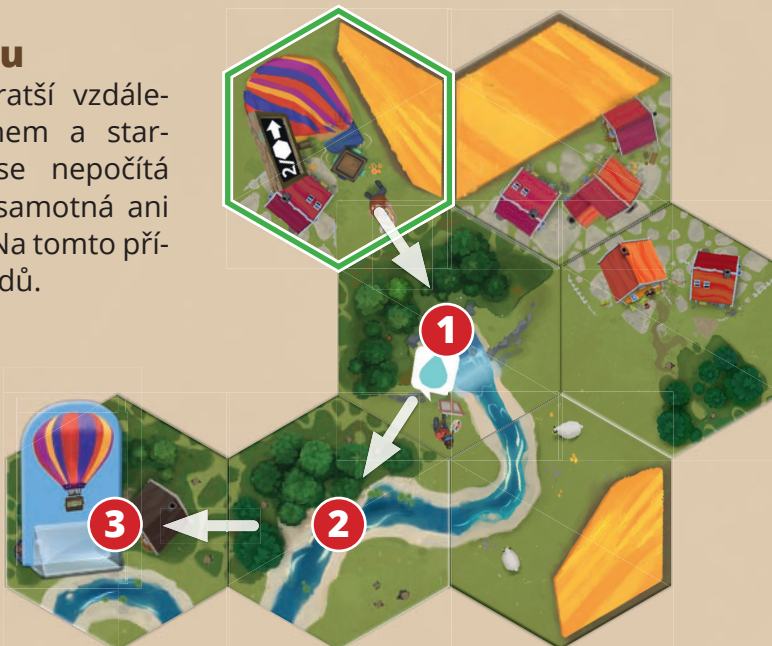 u
ratší vzdále-
nem a star-
se nepočítá
samotná ani
Na tomto pří-
dů.
2/
1
2
3